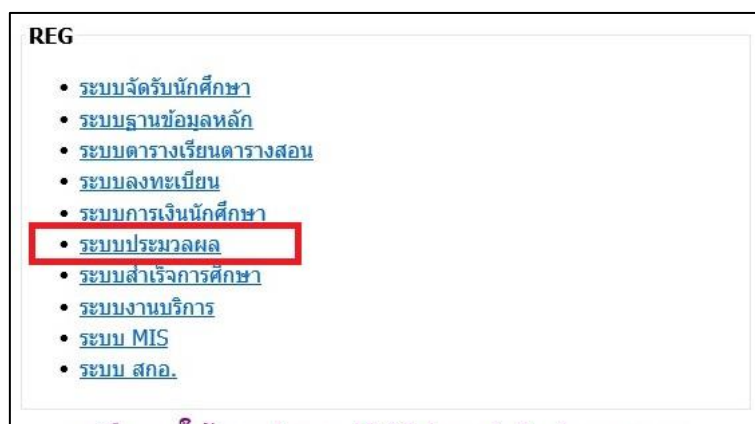 REG
• ระบบจัดรับนักศึกษา
• ระบบฐานข้อมูลหลัก
• ระบบตารางเรียนตารางสอน
• ระบบลงทะเบียน
• ระบบการเงินนักศึกษา
• ระบบประมวลผล
• ระบบสำเร็จการศึกษา
• ระบบงานบริการ
• ระบบ MIS
• ระบบ สกอ.